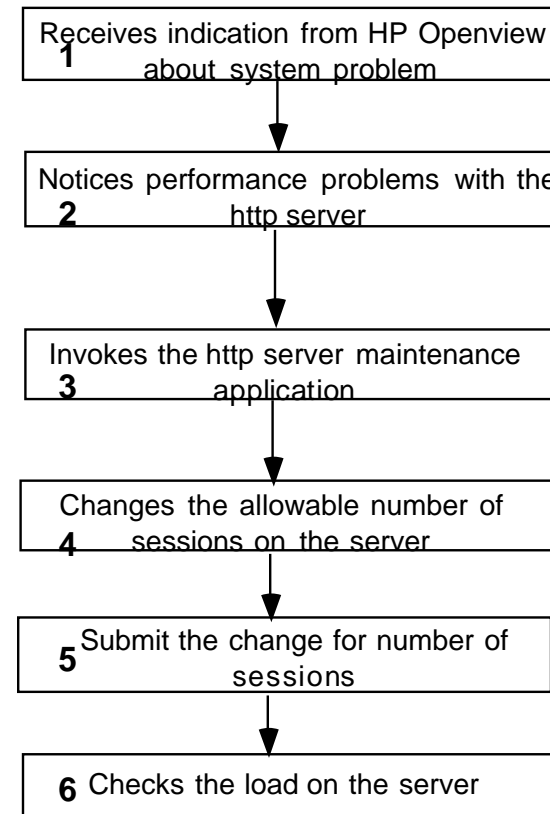 Receives indication from HP Openview
1
about system problem
Notices performance problems with the
2
http server
Invokes the http server maintenance
3
application
Changes the allowable number of
4
sessions on the server
Submit the change for number of
5
sessions
6 Checks the load on the server